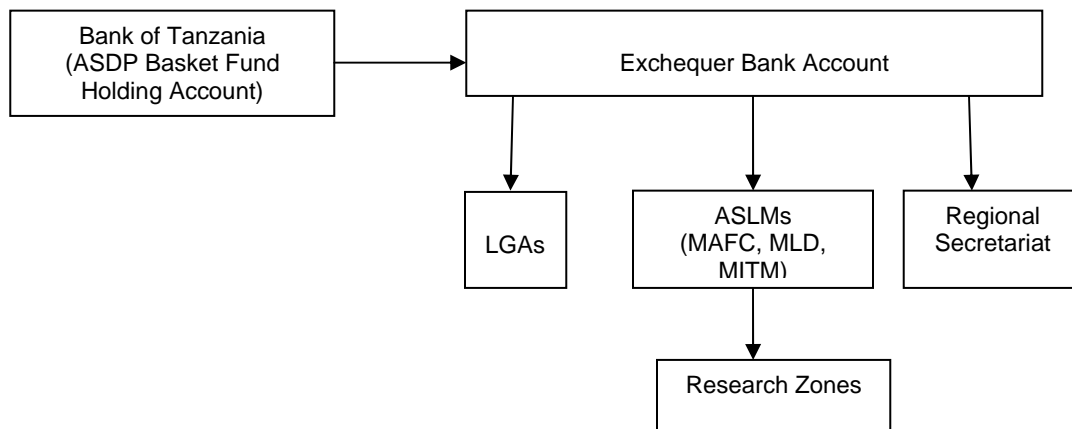 Bank of Tanzania
(ASDP Basket Fund
Holding Account)
Exchequer Bank Account
LGAs
ASLMs
(MAFC, MLD,
MITM)
Regional
Secretariat
Research Zones